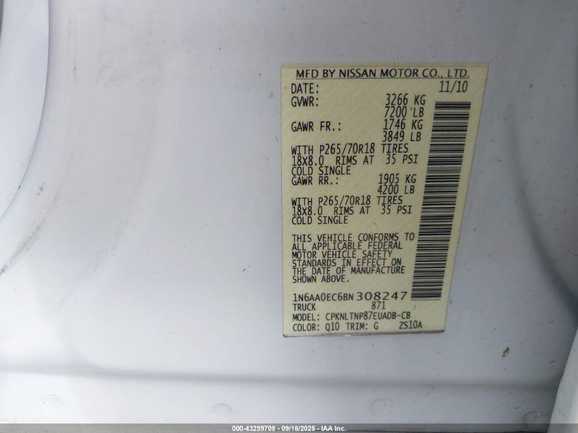 MFD BY NISSAN MOTOR CO., LTD.
DATE: 11/10
GVWR: 3266 KG
7200 LB
GAWR FR.: 1746 KG
3849 LB
WITH P265/70R18 TIRES
18x8.0 RIMS AT 35 PSI
COLD SINGLE
GAWR RR.: 1905 KG
4200 LB
WITH P265/70R18 TIRES
18x8.0 RIMS AT 35 PSI
COLD SINGLE
THIS VEHICLE CONFORMS TO
ALL APPLICABLE FEDERAL
MOTOR VEHICLE SAFETY
STANDARDS IN EFFECT ON
THE DATE OF MANUFACTURE
SHOWN ABOVE.
1N6AA0EC6BN308247
TRUCK 871
MODEL: CPKNLTNP87EUADB-CB
COLOR: Q10 TRIM: G ZS10A
000-43259709 - 09/16/2025 - IAA Inc.